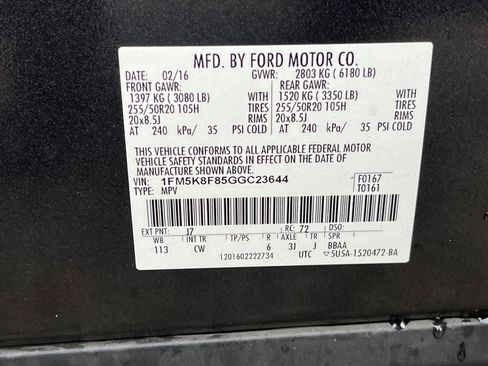 MFD. BY FORD MOTOR CO.
DATE: 02/16 GVWR: 2803 KG ( 6180 LB)
FRONT GAWR: REAR GAWR:
1397 KG ( 3080 LB) 1520 KG ( 3350 LB)
255/50R20 105H TIRES 255/50R20 105H TIRES
20x8.5J RIMS 20x8.5J RIMS
AT 240 kPa/ 35 PSI COLD AT 240 kPa/ 35 PSI COLD
THIS VEHICLE CONFORMS TO ALL APPLICABLE FEDERAL MOTOR
VEHICLE SAFETY AND THEFT PREVENTION STANDARDS IN EFFECT ON THE DATE OF
MANUFACTURE SHOWN ABOVE.
VIN: 1FM5K8F85GGC23644 F0167
TYPE: MPV T0161
EXT PNT: J7 RC: 72 DSO:
WB INT TR TP/PS R AXLE TR SPR
113 CW 6 3J J BBAA
1201602222734 UTC 5U5A-1520472-BA